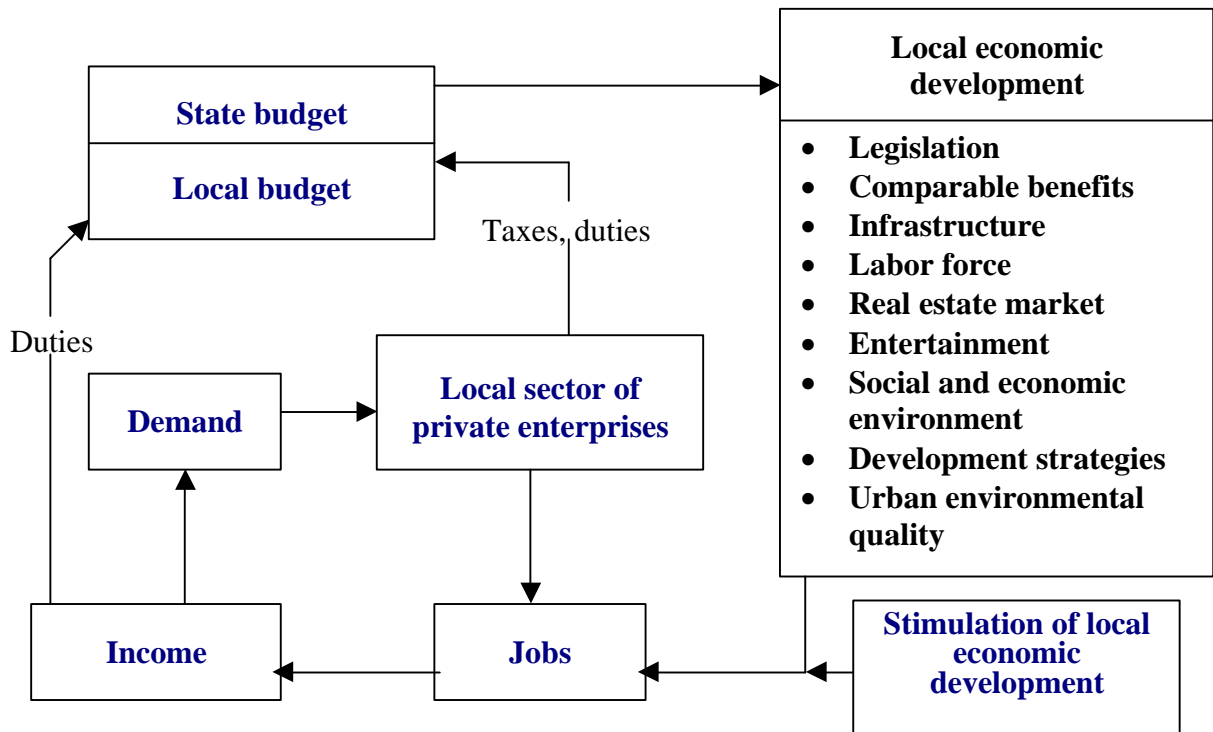 Local economic
development
State budget
Local budget
• Legislation
• Comparable benefits
• Infrastructure
• Labor force
• Real estate market
• Entertainment
• Social and economic
environment
• Development strategies
• Urban environmental
quality
Taxes, duties
Duties
Demand
Local sector of
private enterprises
Income
Jobs
Stimulation of local
economic
development